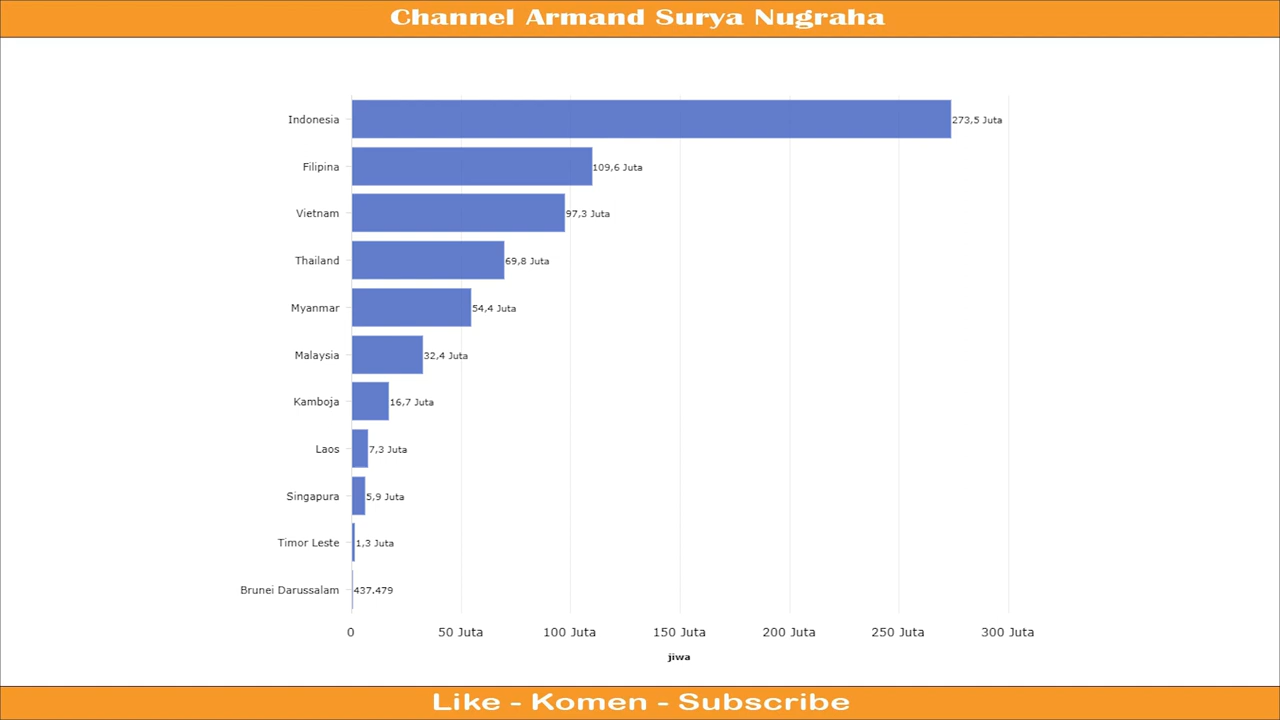 Channel Armand Surya Nugraha
Indonesia 273,5 Juta
Filipina 109,6 Juta
Vietnam 97,3 Juta
Thailand 69,8 Juta
Myanmar 54,4 Juta
Malaysia 32,4 Juta
Kamboja 16,7 Juta
Laos 7,3 Juta
Singapura 5,9 Juta
Timor Leste 1,3 Juta
Brunei Darussalam 437.479
0 50 Juta 100 Juta 150 Juta 200 Juta 250 Juta 300 Juta
jiwa
Like - Komen - Subscribe